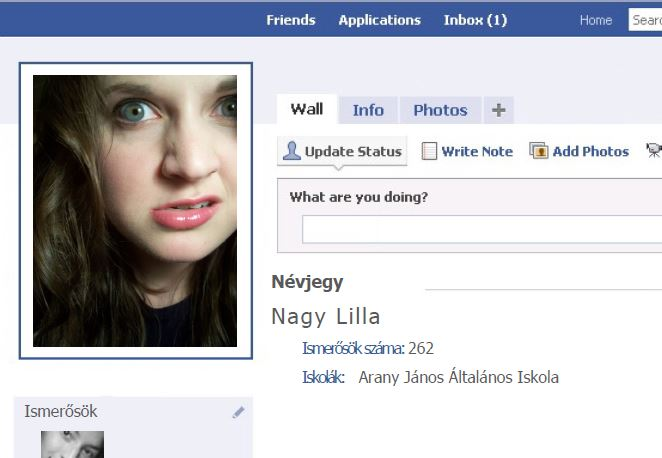 Friends Applications Inbox (1) Home Searc
Wall Info Photos +
Update Status Write Note Add Photos
What are you doing?
Névjegy
Nagy Lilla
Ismerősök száma: 262
Iskolák: Arany János Általános Iskola
Ismerősök